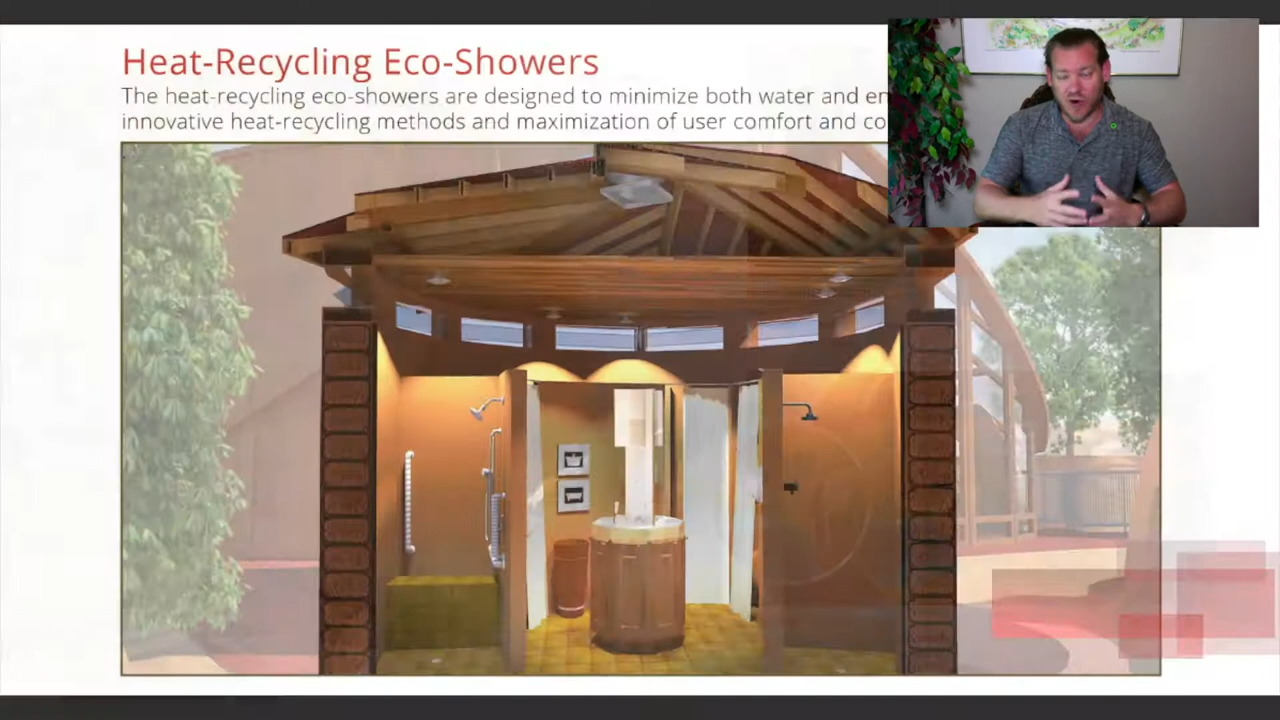 Heat-Recycling Eco-Showers
The heat-recycling eco-showers are designed to minimize both water and en
innovative heat-recycling methods and maximization of user comfort and co